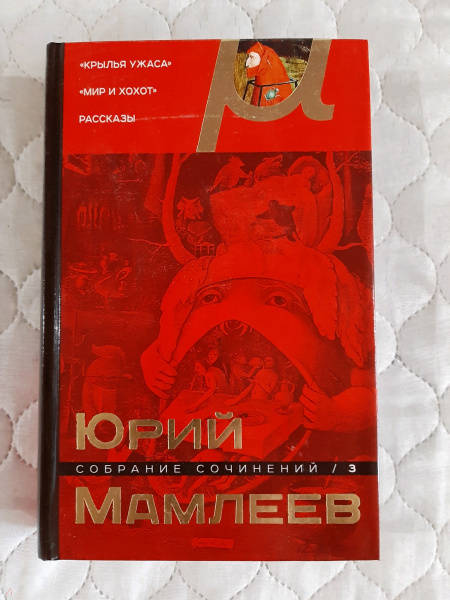 «КРЫЛЬЯ УЖАСА»
«МИР И ХОХОТ»
РАССКАЗЫ
μ
ЮРИЙ
СОБРАНИЕ СОЧИНЕНИЙ / 3
МАМЛЕЕВ